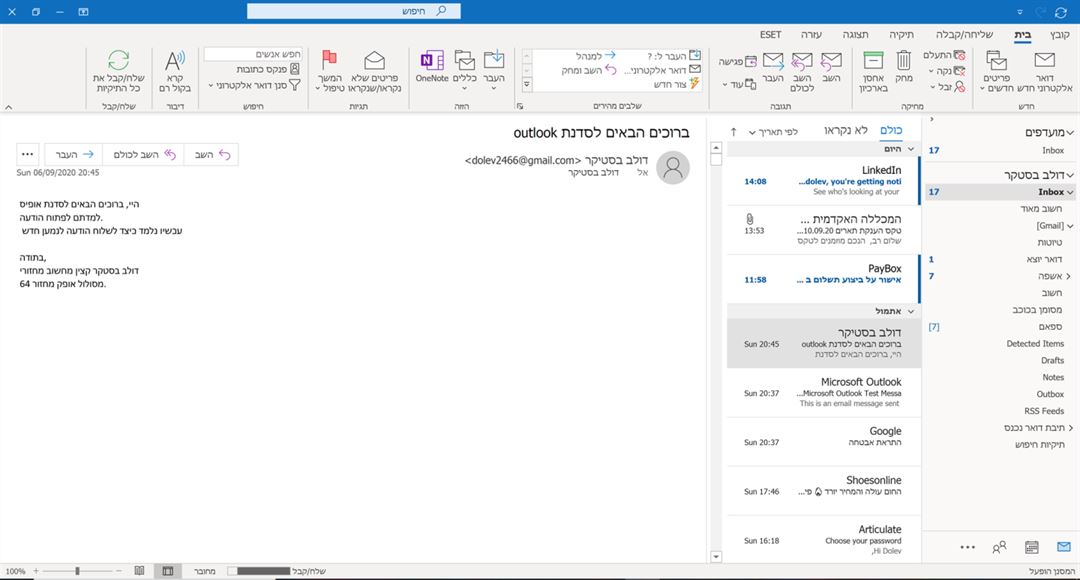 חיפוש
קובץ
בית
שליחה/קבלה
תיקיה
תצוגה
עזרה
ESET
דואר
אלקטרוני חדש
פריטים
חדשים
חדש
התעלם
נקה
זבל
מחק
אחסן
בארכיון
מחיקה
השב
השב
לכולם
העבר
פגישה
עוד
תגובה
העבר ל: ?
דואר אלקטרוני...
צור חדש
למנהל
השב ומחק
שלבים מהירים
העבר
כללים
OneNote
הזזה
פריטים שלא
נקראו/שנקראו
המשך
טיפול
תגיות
חפש אנשים
פנקס כתובות
סנן דואר אלקטרוני
חיפוש
קרא
בקול רם
דיבור
שלח/קבל את
כל התיקיות
שלח/קבל
מועדפים
Inbox 17
דולב בסטקר
Inbox 17
חשוב מאוד
[Gmail]
טיוטות
דואר יוצא 1
אשפה 7
חשוב
מסומן בכוכב
ספאם [7]
Detected Items
Drafts
Notes
Outbox
RSS Feeds
תיבת דואר נכנס
תיקיות חיפוש
כולם
לא נקראו
לפי תאריך
היום
LinkedIn
dolev, you're getting noti...
14:08
See who's looking at your
המכללה האקדמית ...
טקס הענקת תארים 10.09.20...
13:53
שלום רב, הנכם מוזמנים לטקס
PayBox
אישור על ביצוע תשלום ב ...
11:58
אתמול
דולב בסטיקר
ברוכים הבאים לסדנת outlook
Sun 20:45
היי, ברוכים הבאים לסדנת
Microsoft Outlook
Microsoft Outlook Test Messa...
Sun 20:37
This is an email message sent
Google
התראת אבטחה
Sun 20:37
Shoesonline
החום עולה והמחיר יורד פי...
Sun 17:46
Articulate
Choose your password
Sun 16:18
Hi Dolev,
ברוכים הבאים לסדנת outlook
דולב בסטיקר <dolev2466@gmail.com>
אל דולב בסטיקר
השב
השב לכולם
העבר
Sun 06/09/2020 20:45
היי, ברוכים הבאים לסדנת אופיס
למדתם לפתוח הודעה.
עכשיו נלמד כיצד לשלוח הודעה לנמען חדש
בתודה,
דולב בסטקר קצין מחשוב מחזורי
מסלול אופק מחזור 64.
המסנן הופעל
שלח/קבל
מחובר
100%